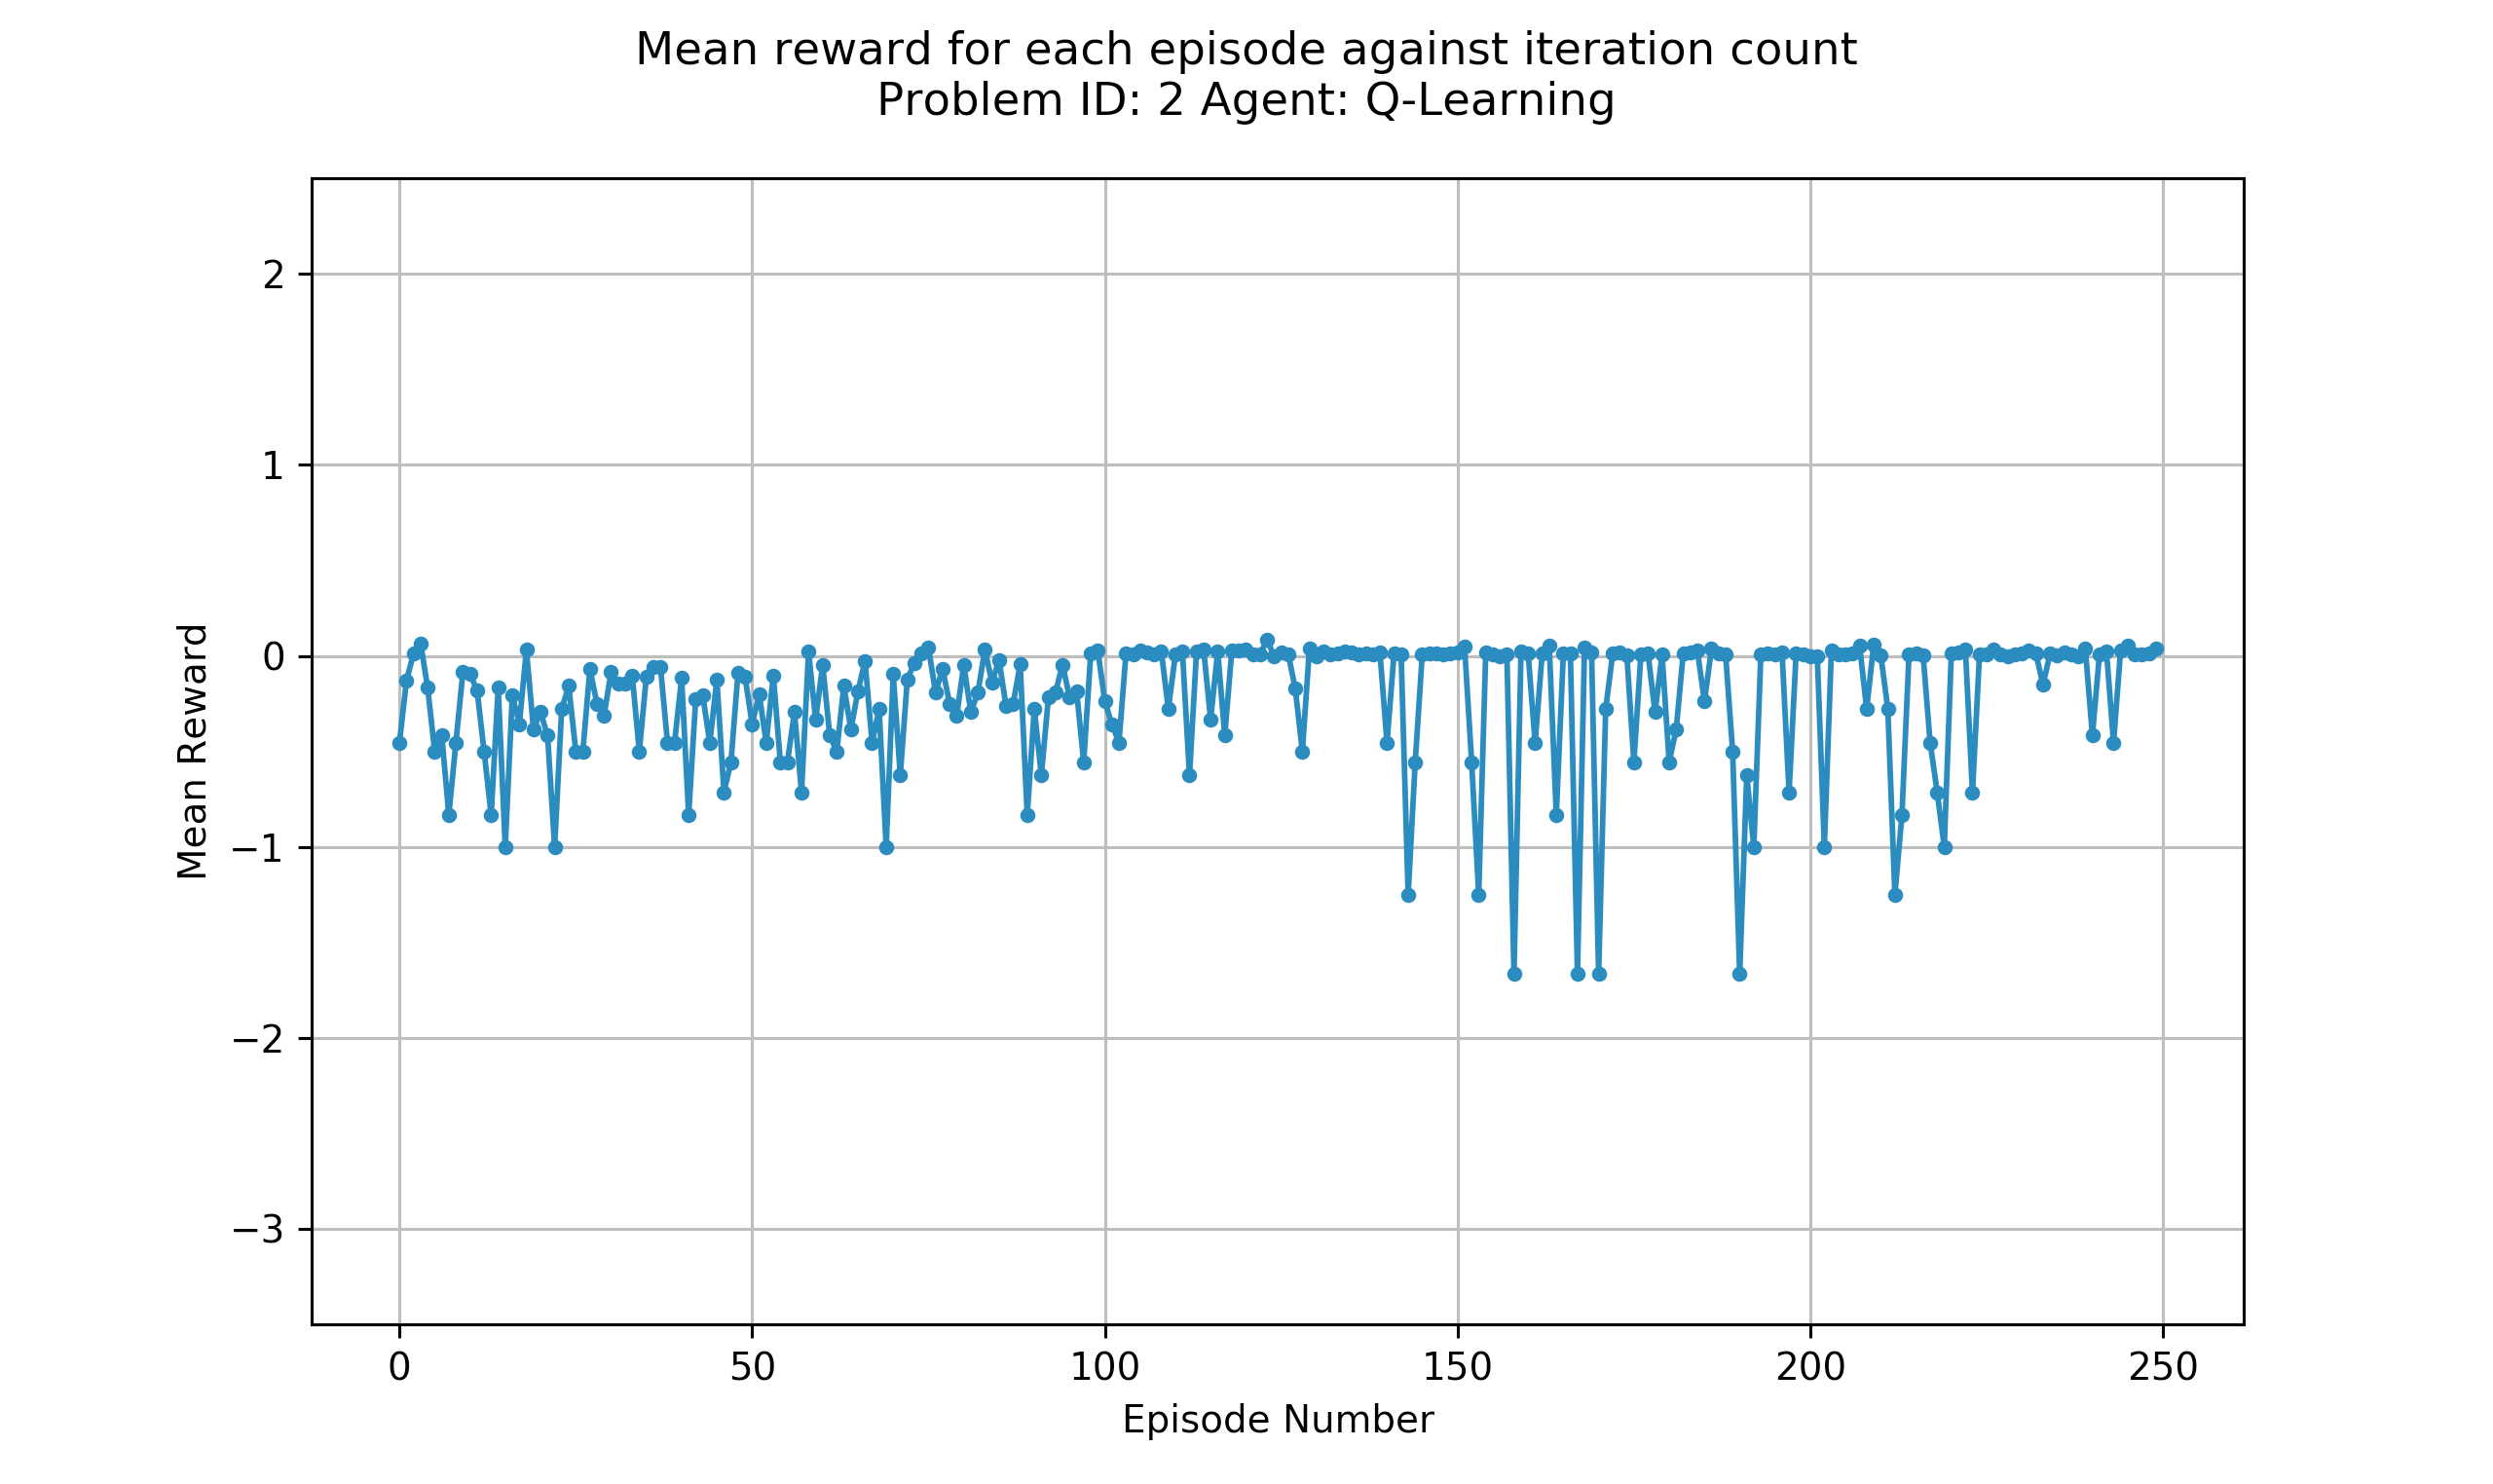 Mean reward for each episode against iteration count
Problem ID: 2 Agent: Q-Learning
2
1
0
−1
−2
−3
Mean Reward
0 50 100 150 200 250
Episode Number